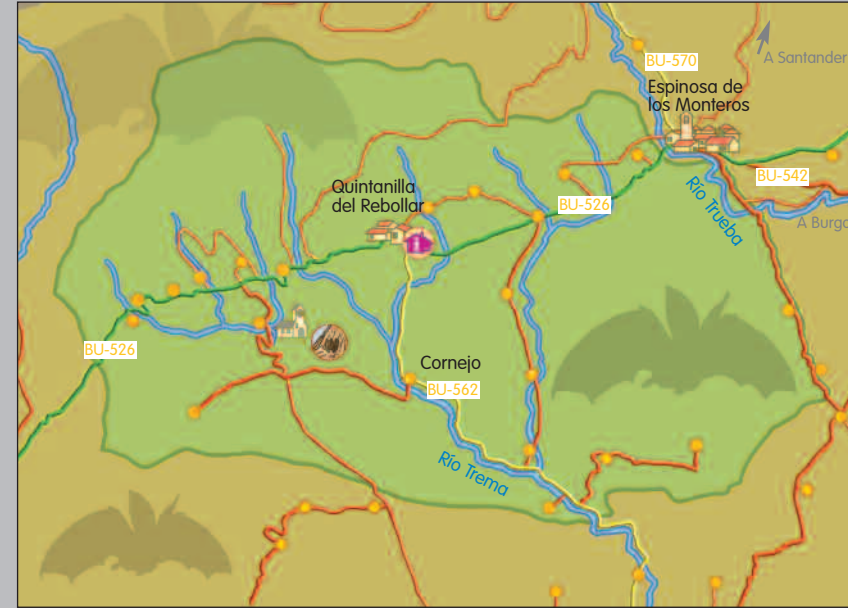 BU-570
A Santander
Espinosa de
los Monteros
BU-542
Quintanilla
del Rebollar
BU-526
Río Trueba
A Burgo
BU-526
Cornejo
BU-562
Río Trema